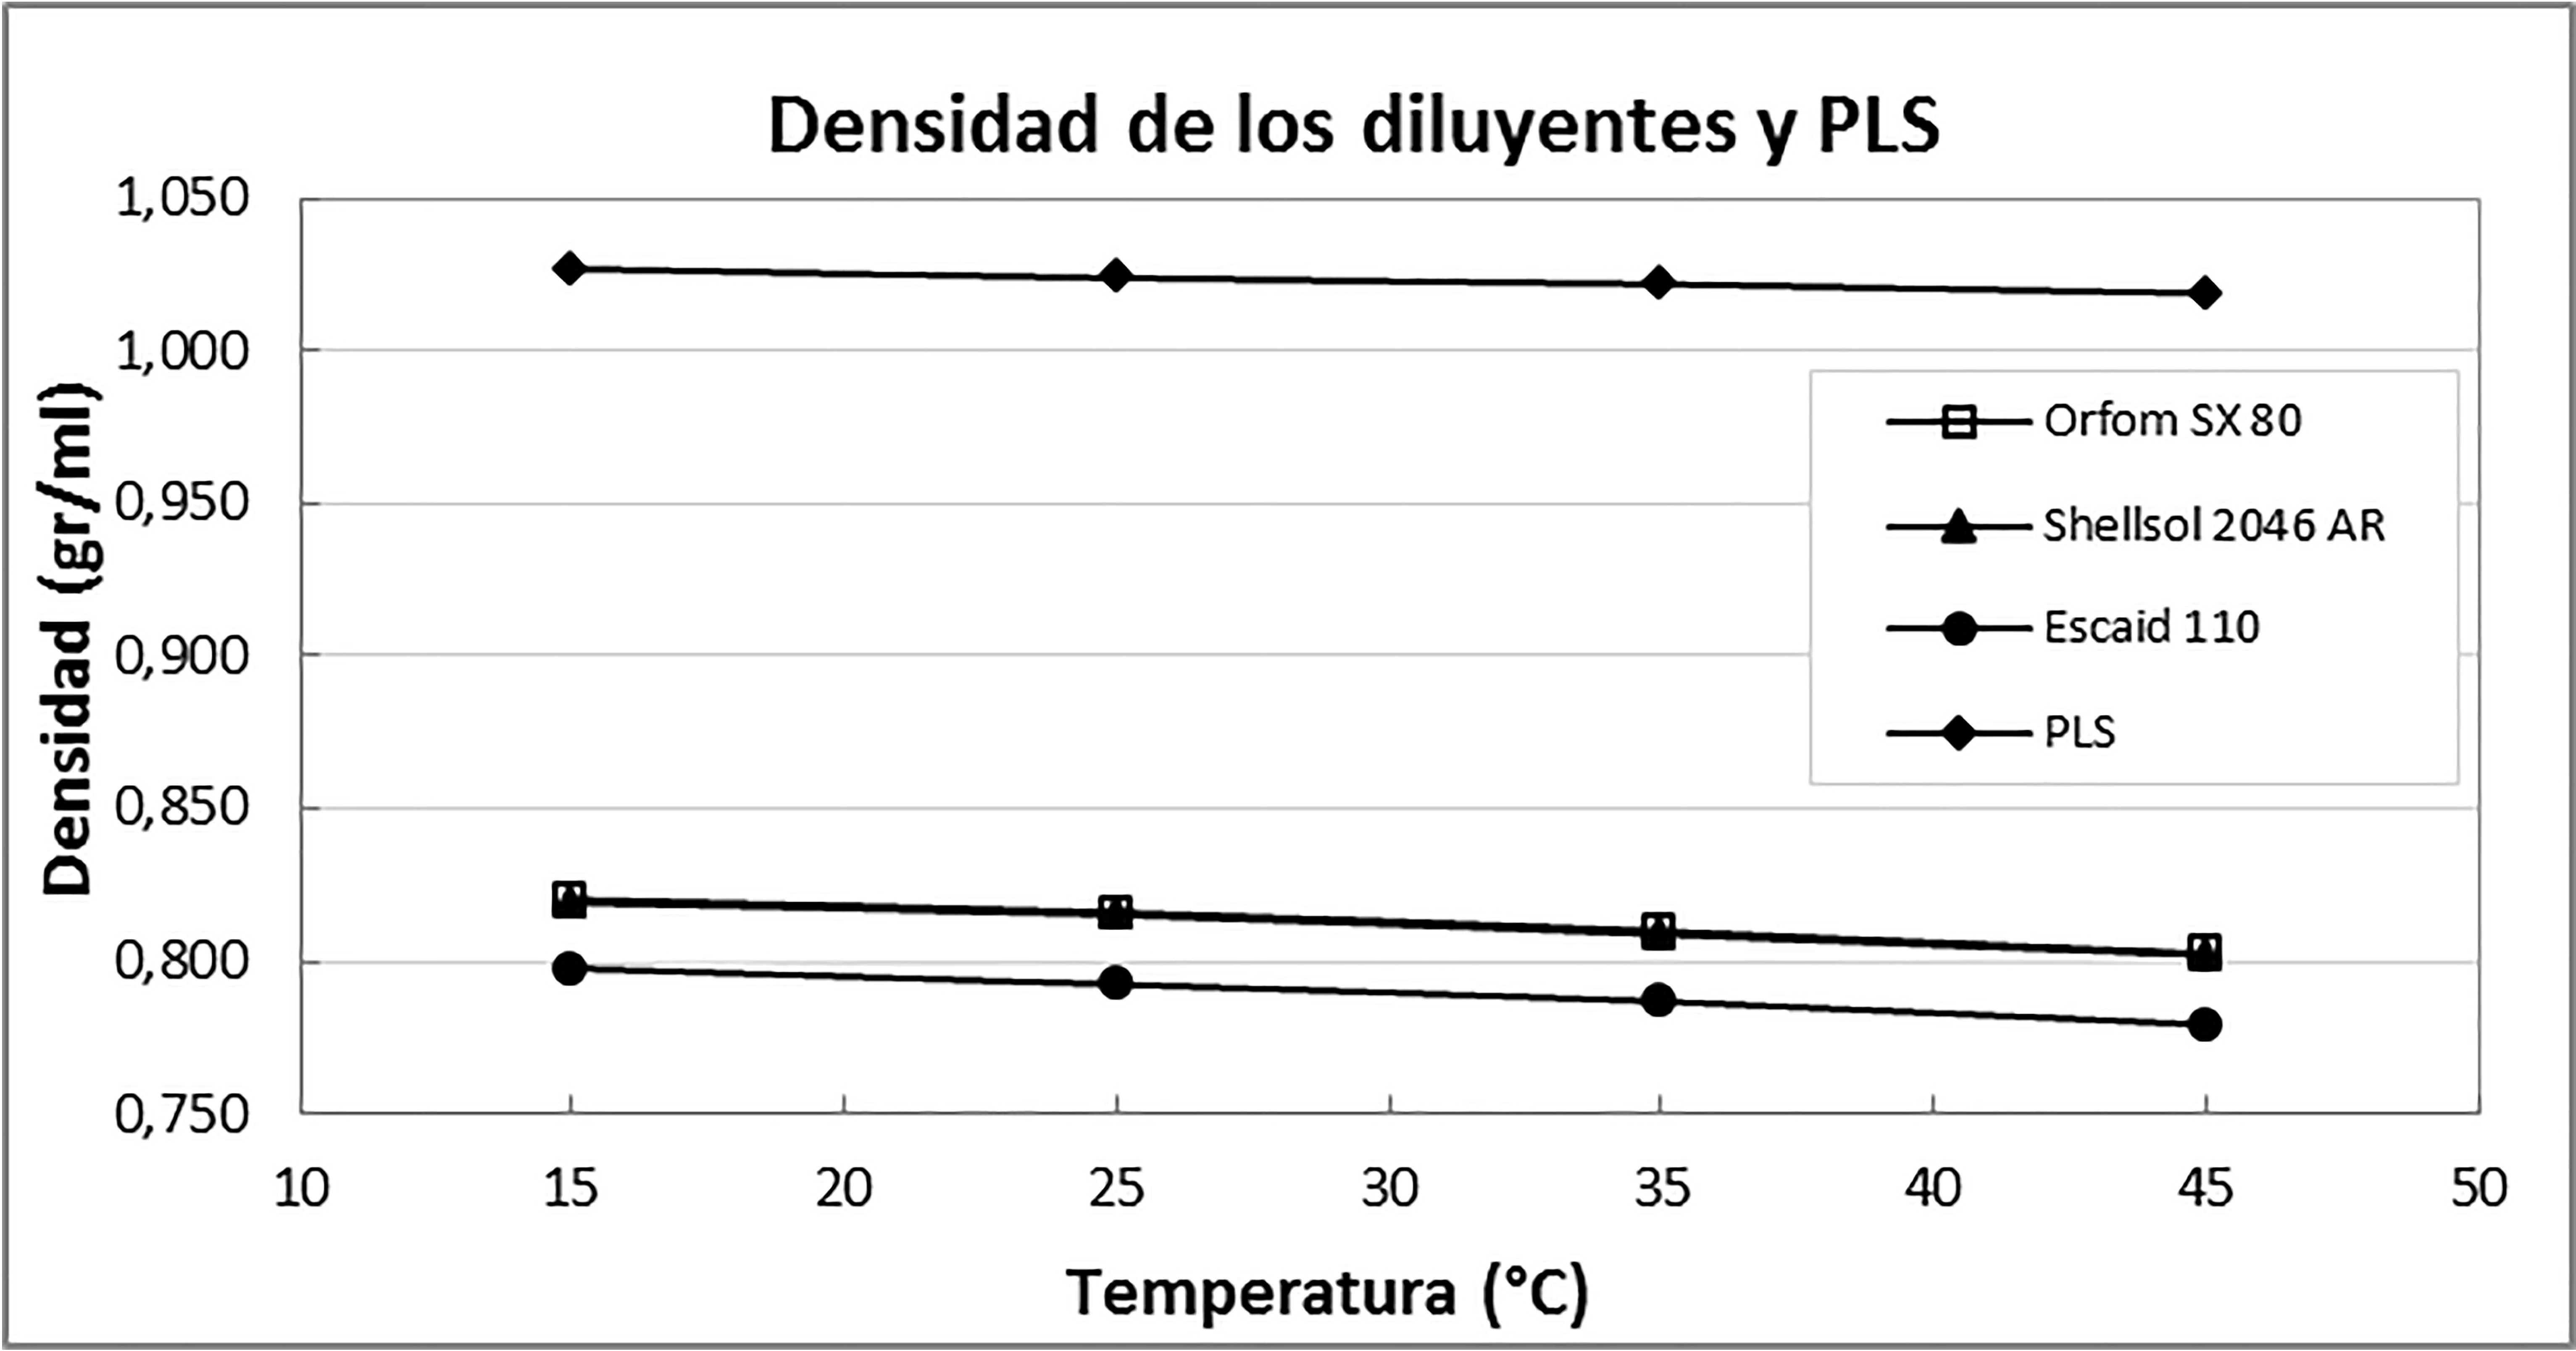 Densidad de los diluyentes y PLS
Densidad (gr/ml)
1,050
1,000
0,950
0,900
0,850
0,800
0,750
Orfom SX 80
Shellsol 2046 AR
Escaid 110
PLS
10 15 20 25 30 35 40 45 50
Temperatura (°C)